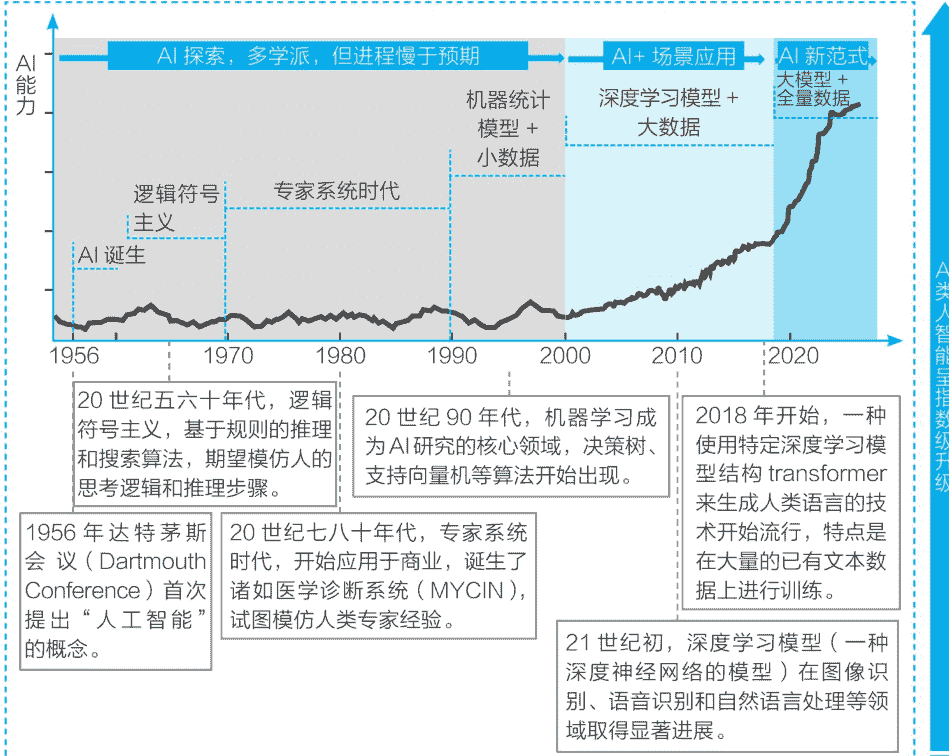 AI 探索，多学派，但进程慢于预期
AI+ 场景应用
AI 新范式
AI
能
力
大模型 +
全量数据
机器统计
模型 +
小数据
深度学习模型 +
大数据
逻辑符号
主义
专家系统时代
AI 诞生
1956
1970
1980
1990
2000
2010
2020
20 世纪五六十年代，逻辑
符号主义，基于规则的推理
和搜索算法，期望模仿人的
思考逻辑和推理步骤。
20 世纪 90 年代，机器学习成
为 AI 研究的核心领域，决策树、
支持向量机等算法开始出现。
2018 年开始，一种
使用特定深度学习模
型结构 transformer
来生成人类语言的技
术开始流行，特点是
在大量的已有文本数
据上进行训练。
1956 年达特茅斯
会议（Dartmouth
Conference）首次
提出“人工智能”
的概念。
20 世纪七八十年代，专家系统
时代，开始应用于商业，诞生了
诸如医学诊断系统（MYCIN），
试图模仿人类专家经验。
21 世纪初，深度学习模型（一种
深度神经网络的模型）在图像识
别、语音识别和自然语言处理等领
域取得显著进展。
类人智能呈指数级升级